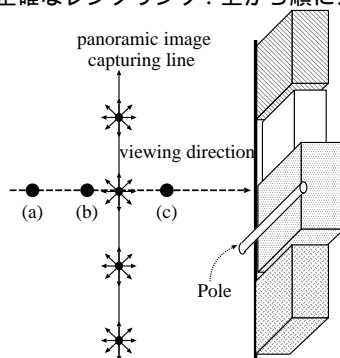 正確なレンダリング：上から順に
panoramic image
capturing line
viewing direction
(a) (b) (c)
Pole